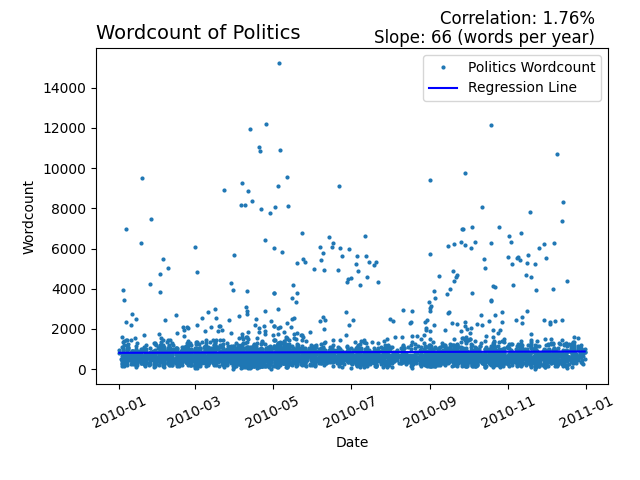 Wordcount of Politics
Correlation: 1.76%
Slope: 66 (words per year)
Politics Wordcount
Regression Line
Wordcount
14000
12000
10000
8000
6000
4000
2000
0
2010-01
2010-03
2010-05
2010-07
2010-09
2010-11
2011-01
Date